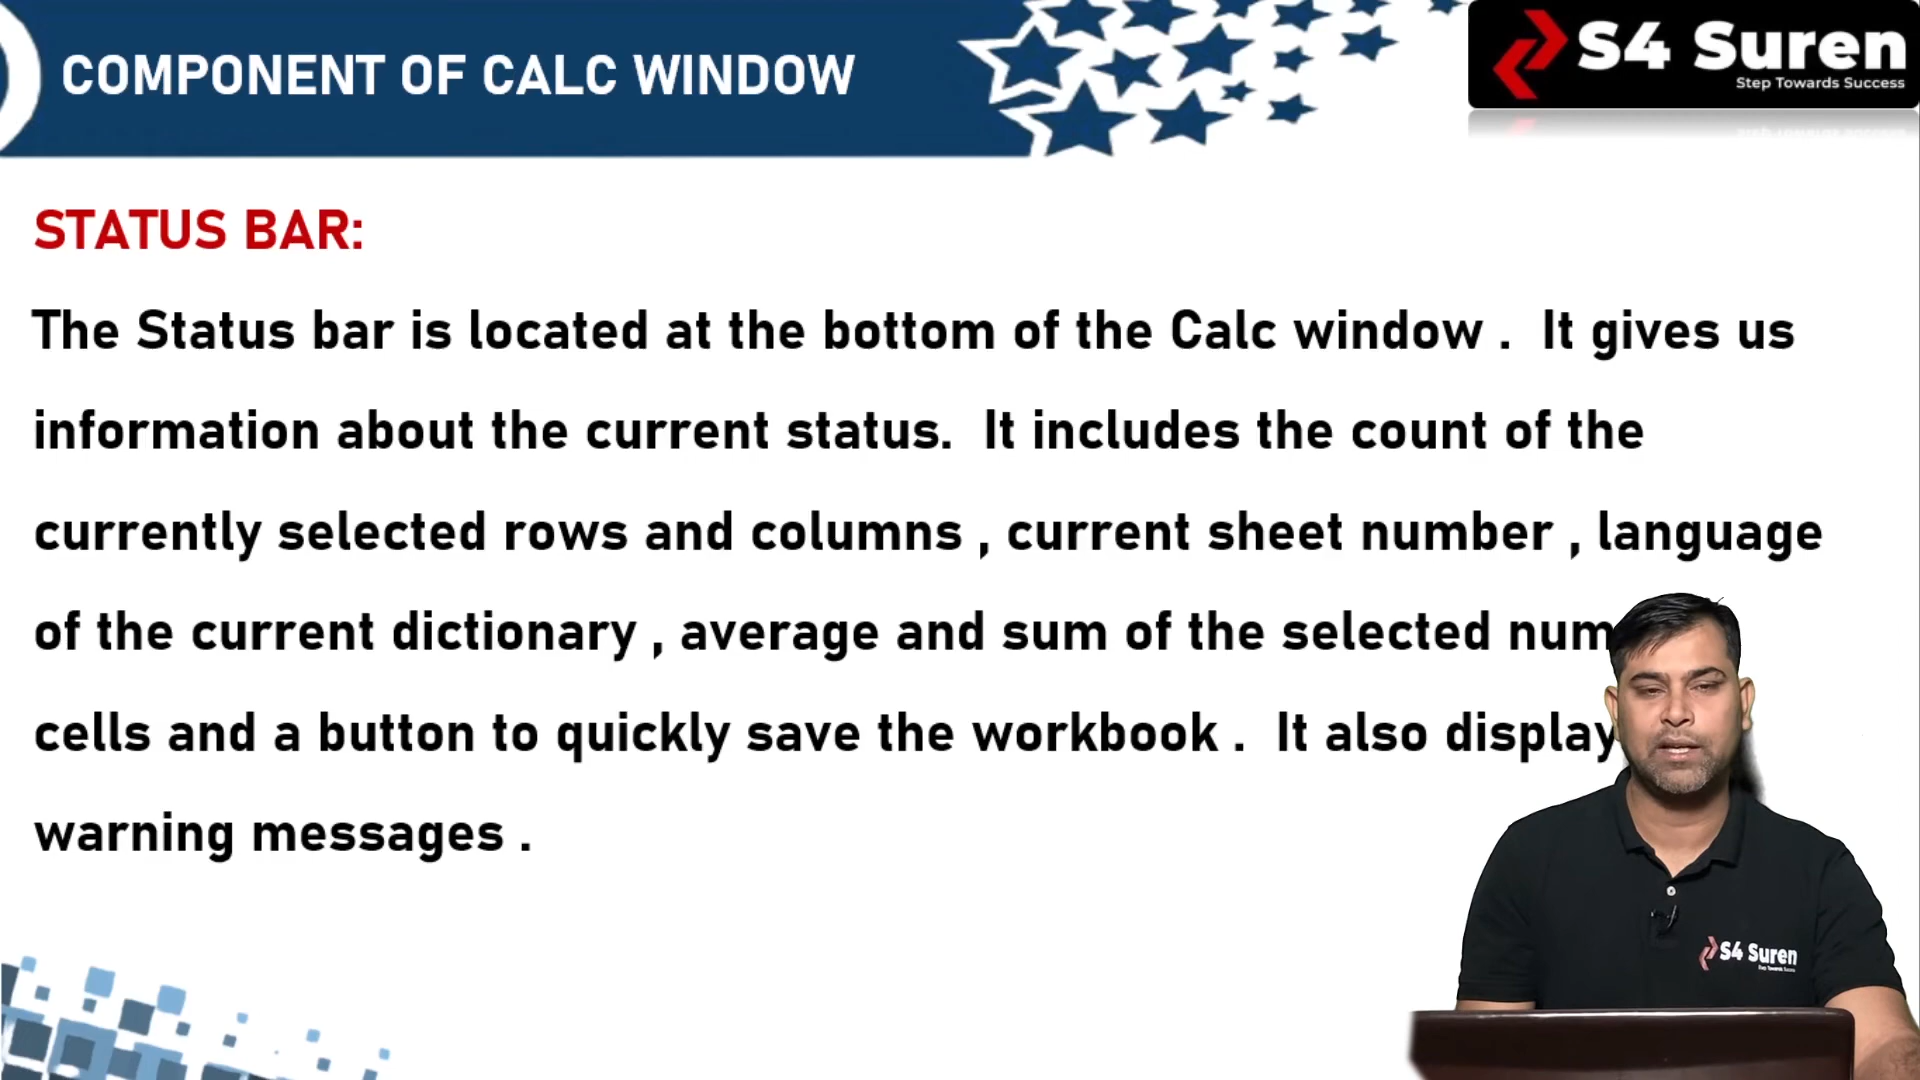 COMPONENT OF CALC WINDOW
S4 Suren
Step Towards Success
STATUS BAR:
The Status bar is located at the bottom of the Calc window . It gives us
information about the current status. It includes the count of the
currently selected rows and columns , current sheet number , language
of the current dictionary , average and sum of the selected
cells and a button to quickly save the workbook . It also display
warning messages .
S4 Suren
Step Towards Success